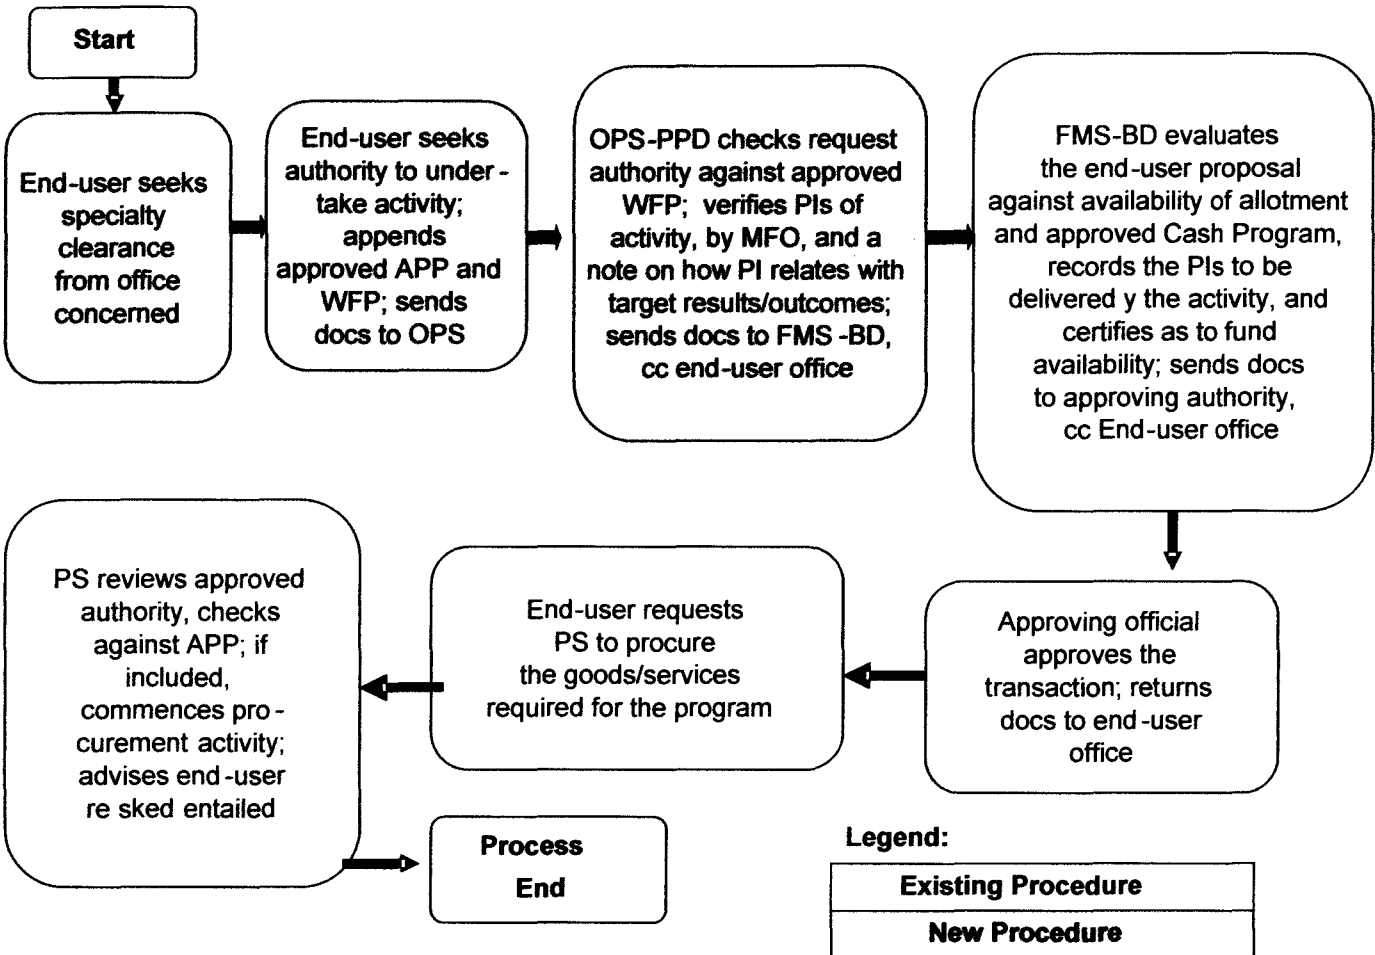 Start
End-user seeks
specialty
clearance
from office
concerned
End-user seeks
authority to under-
take activity;
appends
approved APP and
WFP; sends
docs to OPS
OPS-PPD checks request
authority against approved
WFP; verifies PIs of
activity, by MFO, and a
note on how PI relates with
target results/outcomes;
sends docs to FMS-BD,
cc end-user office
FMS-BD evaluates
the end-user proposal
against availability of allotment
and approved Cash Program,
records the PIs to be
delivered y the activity, and
certifies as to fund
availability; sends docs
to approving authority,
cc End-user office
Approving official
approves the
transaction; returns
docs to end-user
office
End-user requests
PS to procure
the goods/services
required for the program
PS reviews approved
authority, checks
against APP; if
included,
commences pro-
curement activity;
advises end-user
re sked entailed
Process
End
Legend:
Existing Procedure
New Procedure